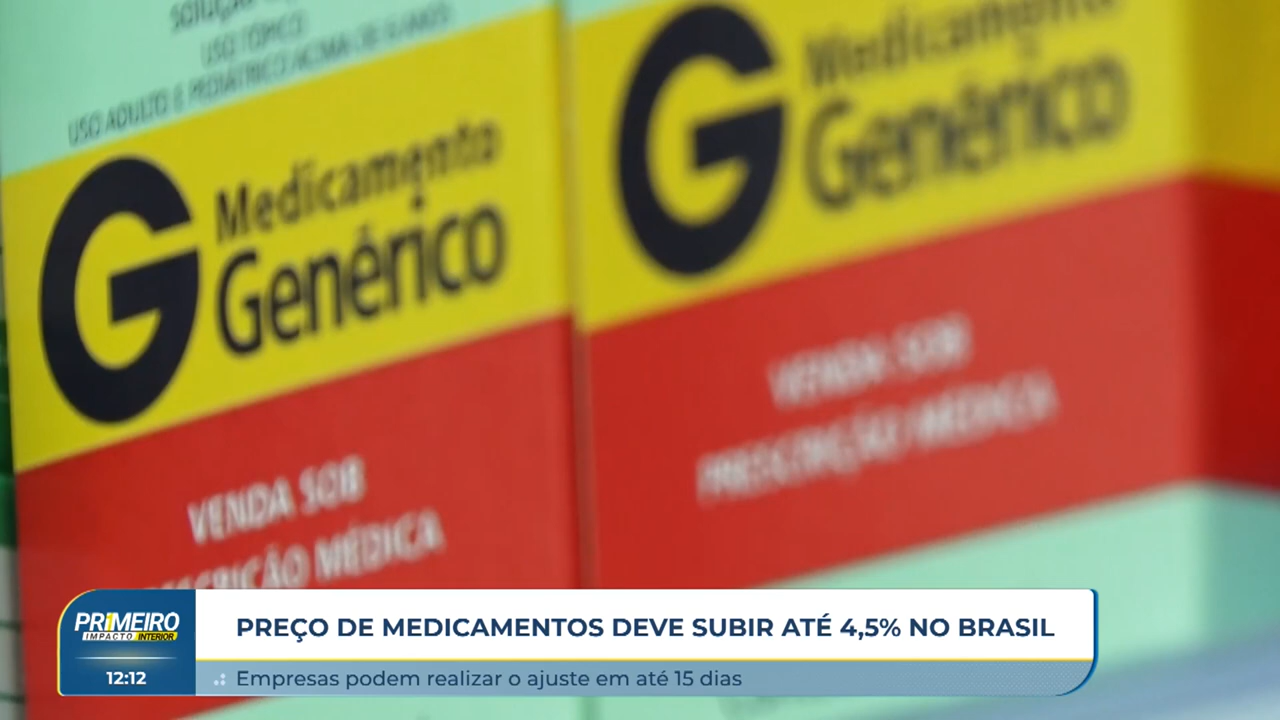 SOLUÇÃO
USO TÓPICO
USO ADULTO E PEDIÁTRICO ACIMA DE
G Medicamento
Genérico
VENDA SOB
PRESCRIÇÃO MÉDICA
G Medicamento
Genérico
VENDA SOB
PRESCRIÇÃO MÉDICA
PR1MEIRO
IMPACTO INTERIOR
12:12
PREÇO DE MEDICAMENTOS DEVE SUBIR ATÉ 4,5% NO BRASIL
Empresas podem realizar o ajuste em até 15 dias